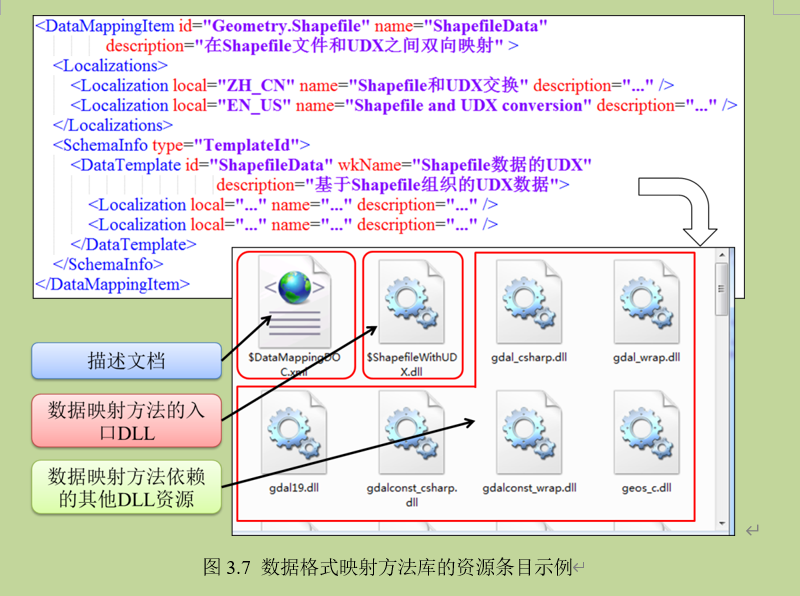 <DataMappingItem id="Geometry.Shapefile" name="ShapefileData"
description="在Shapefile文件和UDX之间双向映射" >
<Localizations>
<Localization local="ZH_CN" name="Shapefile和UDX交换" description="..." />
<Localization local="EN_US" name="Shapefile and UDX conversion" description="..." />
</Localizations>
<SchemaInfo type="TemplateId">
<DataTemplate id="ShapefileData" wkName="Shapefile数据的UDX"
description="基于Shapefile组织的UDX数据">
<Localization local="..." name="..." description="..." />
<Localization local="..." name="..." description="..." />
</DataTemplate>
</SchemaInfo>
</DataMappingItem>
描述文档
数据映射方法的入
口DLL
数据映射方法依赖
的其他DLL资源
$DataMappingDO
C.xml
$ShapefileWithUD
X.dll
gdal_csharp.dll
gdal_wrap.dll
gdal19.dll
gdalconst_csharp.
dll
gdalconst_wrap.dll
geos_c.dll
图 3.7 数据格式映射方法库的资源条目示例